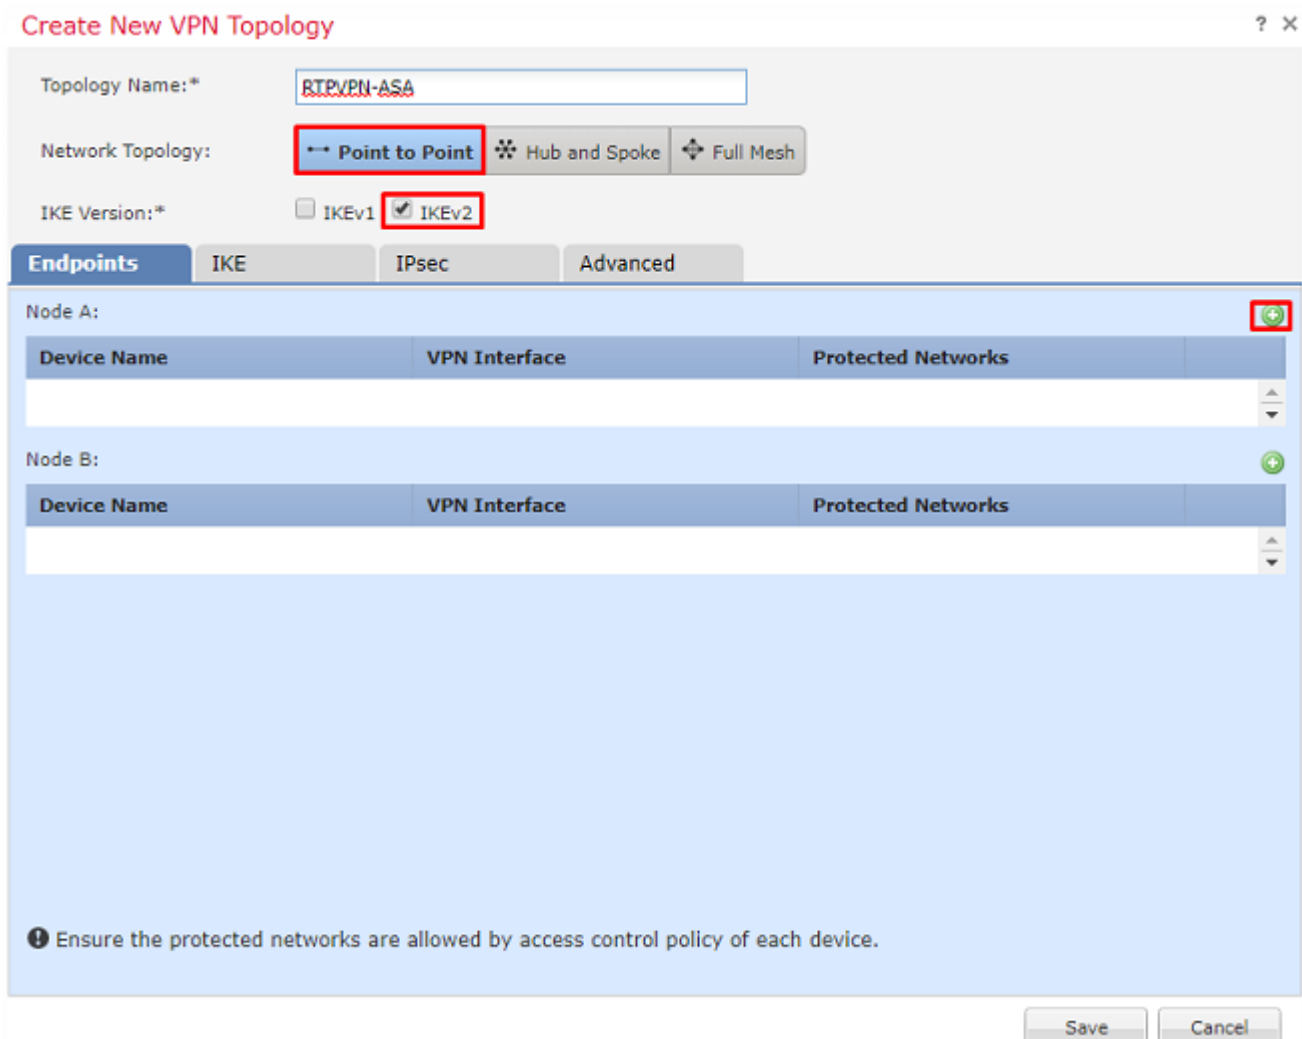 Create New VPN Topology ? ×
Topology Name:* RTPVPN-ASA
Network Topology: Point to Point Hub and Spoke Full Mesh
IKE Version:* IKEv1 IKEv2
Endpoints IKE IPsec Advanced
Node A:
Device Name VPN Interface Protected Networks
Node B:
Device Name VPN Interface Protected Networks
Ensure the protected networks are allowed by access control policy of each device.
Save Cancel